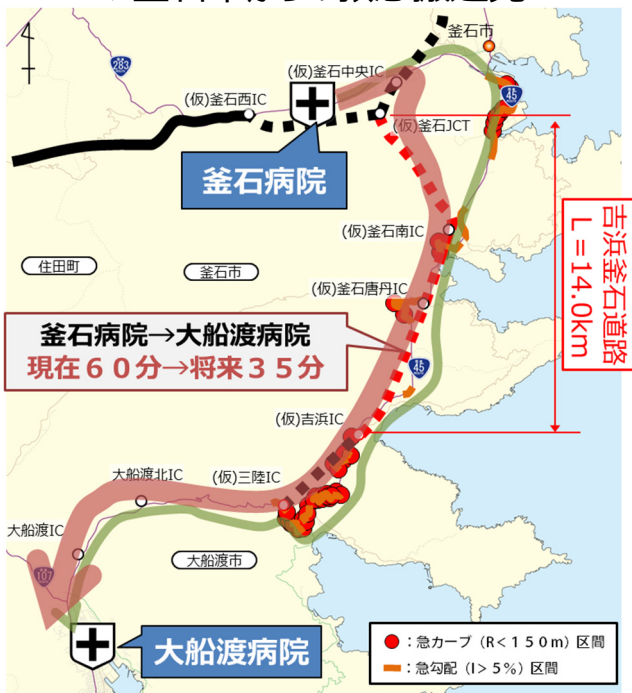 釜石市
283
(仮)釜石中央IC
(仮)釜石西IC
45
(仮)釜石JCT
釜石病院
(仮)釜石南IC
吉浜釜石道路
L=14.0km
住田町
釜石市
(仮)釜石唐丹IC
釜石病院→大船渡病院
現在60分→将来35分
45
(仮)吉浜IC
(仮)三陸IC
大船渡北IC
大船渡IC
大船渡市
107
大船渡病院
:急カーブ(R<150m)区間
:急勾配(I>5%)区間